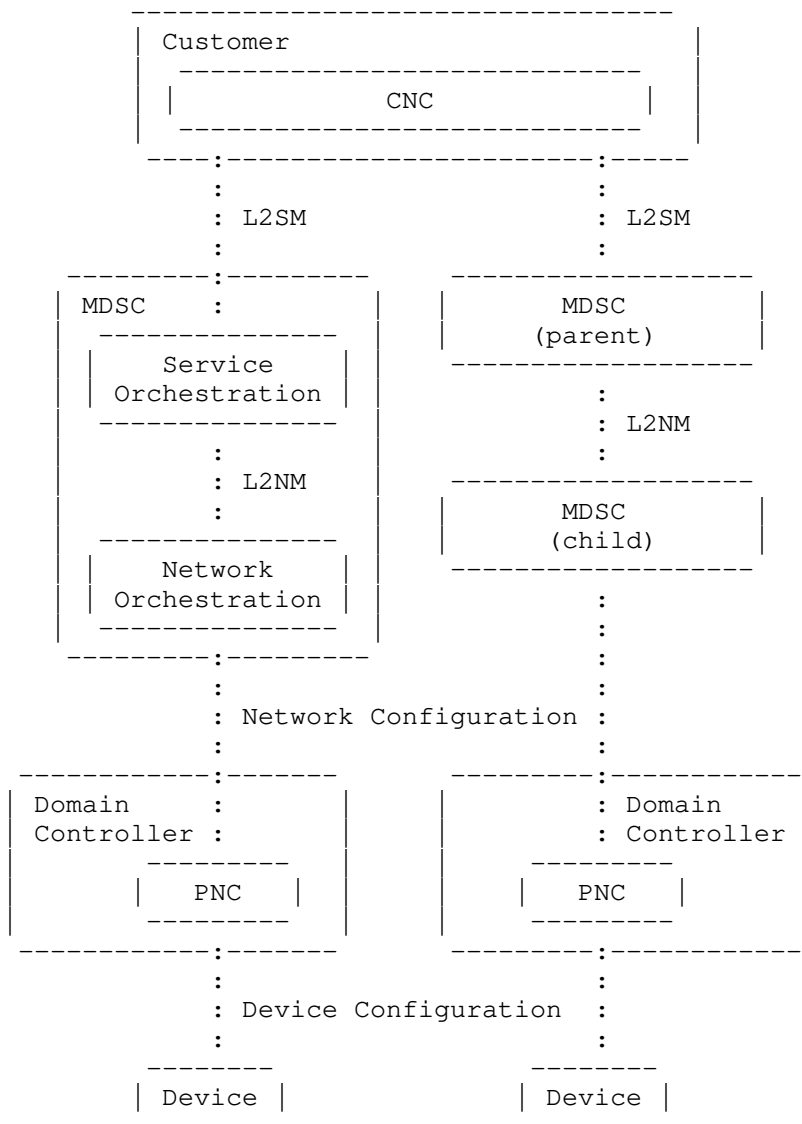 Customer
CNC
: :
: L2SM : L2SM
: :
MDSC : MDSC
(parent)
Service
Orchestration :
: : L2NM
: :
: L2NM
: MDSC
(child)
Network
Orchestration :
:
:
: :
: Network Configuration :
: :
Domain : : Domain
Controller : : Controller
PNC PNC
: :
: Device Configuration :
: :
Device Device